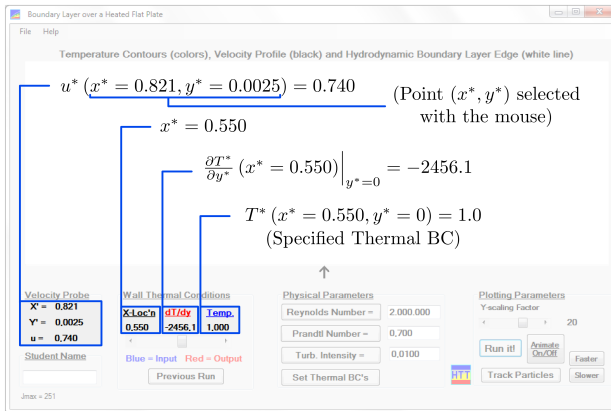 Boundary Layer over a Heated Flat Plate
File Help
Temperature Contours (colors), Velocity Profile (black) and Hydrodynamic Boundary Layer Edge (white line)
u* (x* = 0.821, y* = 0.0025) = 0.740
(Point (x*, y*) selected
with the mouse)
x* = 0.550
∂T*/∂y* (x* = 0.550)|y*=0 = −2456.1
T* (x* = 0.550, y* = 0) = 1.0
(Specified Thermal BC)
Velocity Probe
X' = 0,821
Y' = 0,0025
u = 0,740
Student Name
Jmax = 251
Wall Thermal Conditions
X-Loc'n dT/dy Temp.
0,550 -2456,1 1,000
Blue = Input Red = Output
Previous Run
Physical Parameters
Reynolds Number = 2.000.000
Prandtl Number = 0,700
Turb. Intensity = 0,0100
Set Thermal BC's
HTT
Plotting Parameters
Y-scaling Factor
20
Run it! Animate On/Off Faster
Track Particles Slower